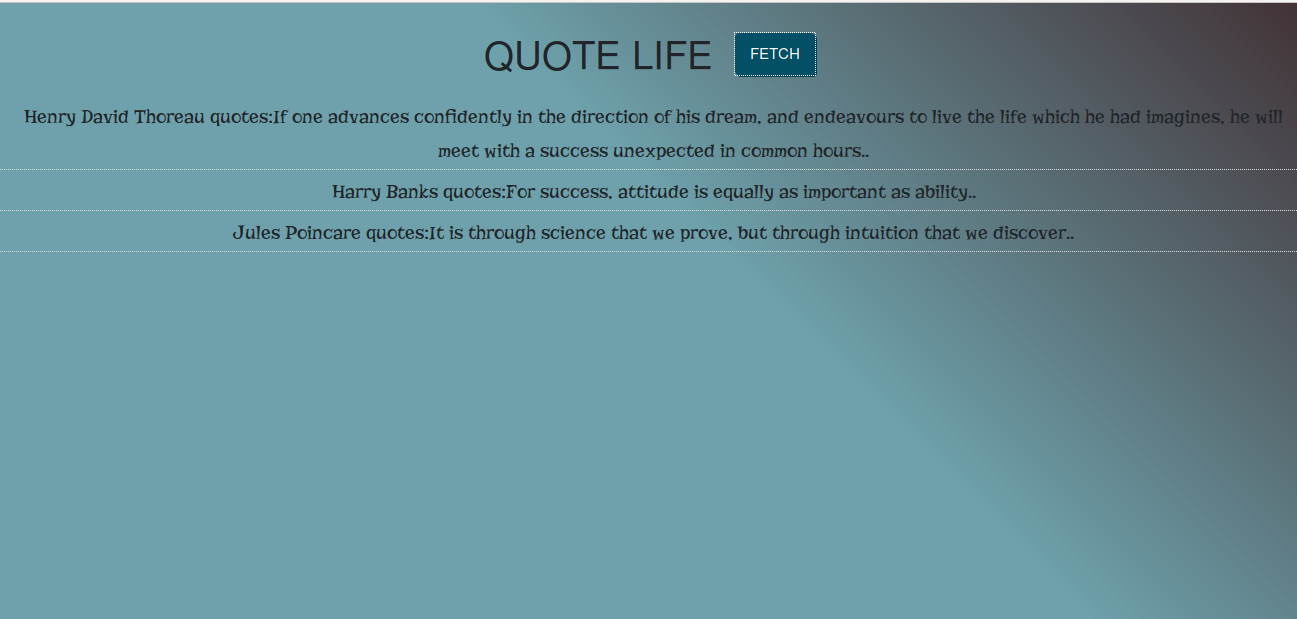 QUOTE LIFE FETCH
Henry David Thoreau quotes:If one advances confidently in the direction of his dream, and endeavours to live the life which he had imagines, he will
meet with a success unexpected in common hours..
Harry Banks quotes:For success, attitude is equally as important as ability..
Jules Poincare quotes:It is through science that we prove, but through intuition that we discover..